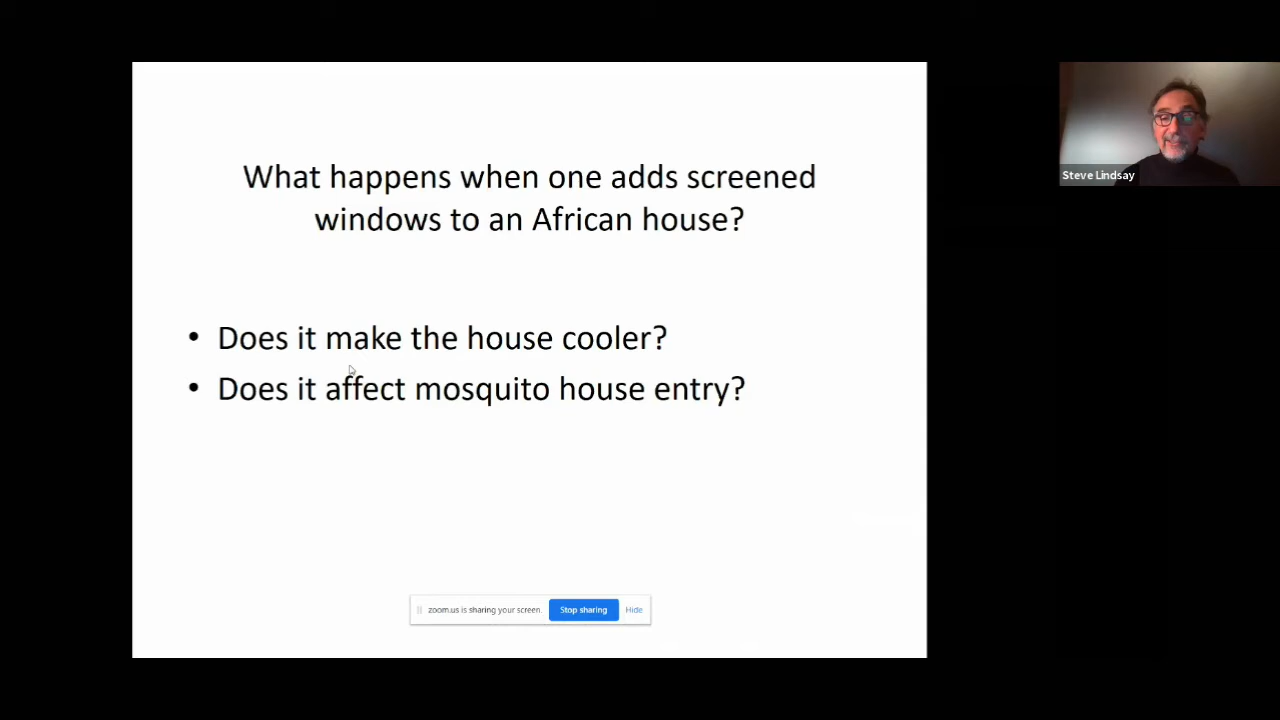 What happens when one adds screened
windows to an African house?
• Does it make the house cooler?
• Does it affect mosquito house entry?
Steve Lindsay
zoom.us is sharing your screen. Stop sharing Hide